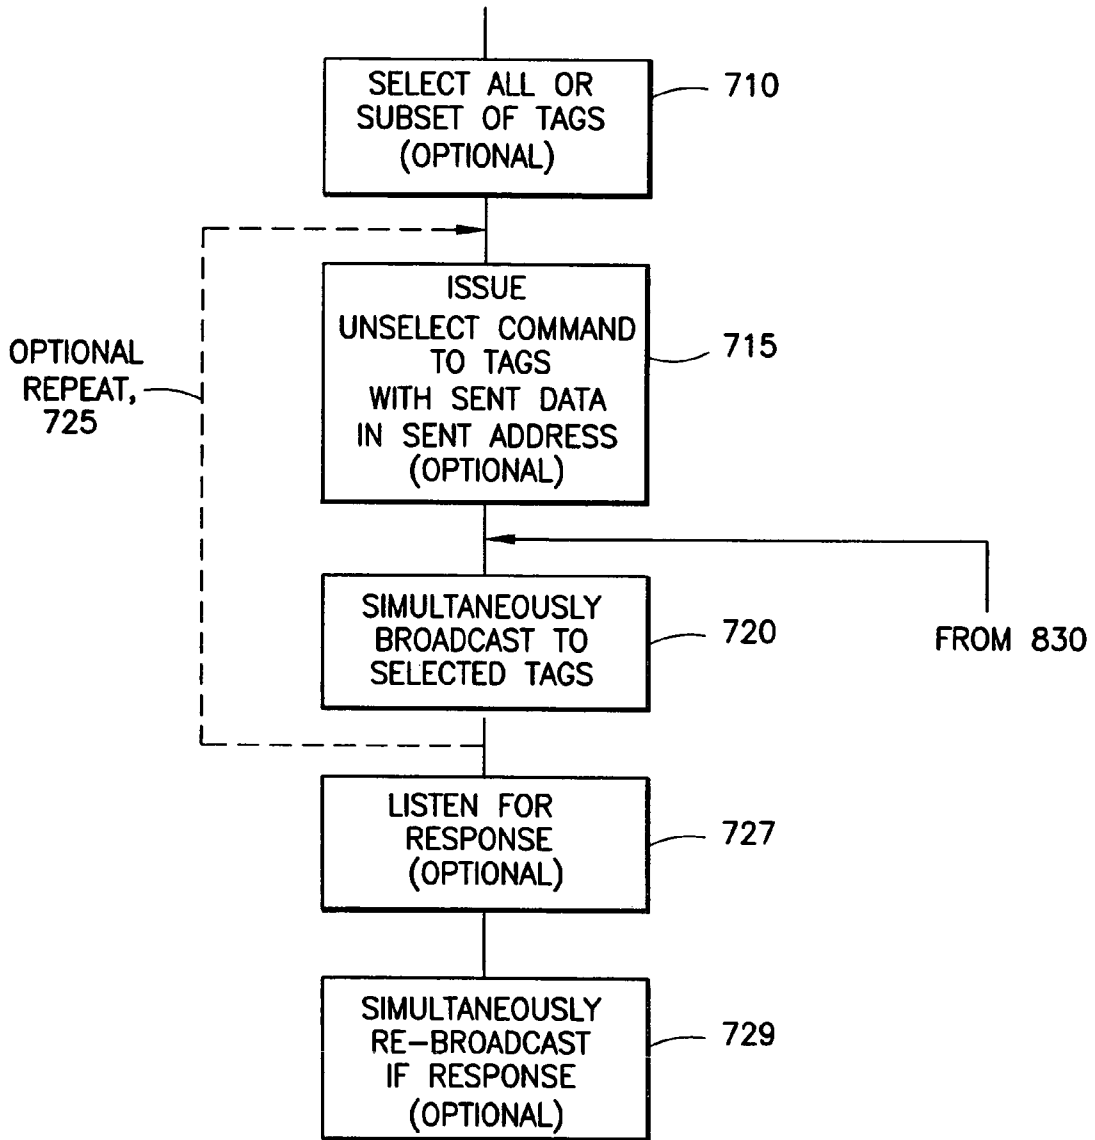 SELECT ALL OR
SUBSET OF TAGS
(OPTIONAL)
710
ISSUE
UNSELECT COMMAND
TO TAGS
WITH SENT DATA
IN SENT ADDRESS
(OPTIONAL)
715
OPTIONAL
REPEAT,
725
SIMULTANEOUSLY
BROADCAST TO
SELECTED TAGS
720
FROM 830
LISTEN FOR
RESPONSE
(OPTIONAL)
727
SIMULTANEOUSLY
RE-BROADCAST
IF RESPONSE
(OPTIONAL)
729